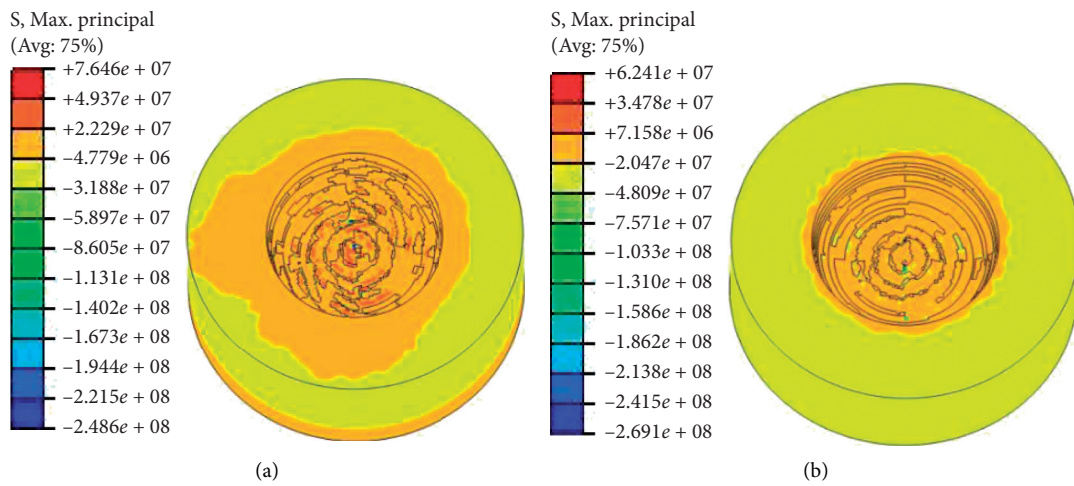 S, Max. principal
(Avg: 75%)
+7.646e + 07
+4.937e + 07
+2.229e + 07
–4.779e + 06
–3.188e + 07
–5.897e + 07
–8.605e + 07
–1.131e + 08
–1.402e + 08
–1.673e + 08
–1.944e + 08
–2.215e + 08
–2.486e + 08
(a)
S, Max. principal
(Avg: 75%)
+6.241e + 07
+3.478e + 07
+7.158e + 06
–2.047e + 07
–4.809e + 07
–7.571e + 07
–1.033e + 08
–1.310e + 08
–1.586e + 08
–1.862e + 08
–2.138e + 08
–2.415e + 08
–2.691e + 08
(b)